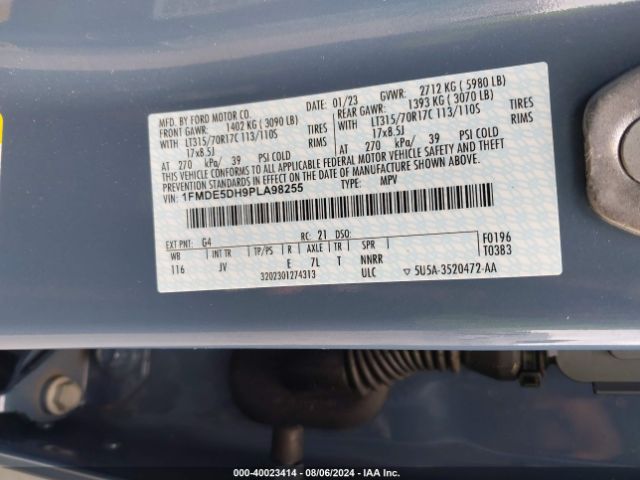 MFD. BY FORD MOTOR CO.
DATE: 01/23 GVWR: 2712 KG ( 5980 LB)
FRONT GAWR: 1402 KG ( 3090 LB) REAR GAWR: 1393 KG ( 3070 LB)
WITH LT315/70R17C 113/110S TIRES WITH LT315/70R17C 113/110S TIRES
17x8.5J RIMS 17x8.5J RIMS
AT 270 kPa/ 39 PSI COLD AT 270 kPa/ 39 PSI COLD
THIS VEHICLE CONFORMS TO ALL APPLICABLE FEDERAL MOTOR VEHICLE SAFETY AND THEFT
PREVENTION STANDARDS IN EFFECT ON THE DATE OF MANUFACTURE SHOWN ABOVE.
VIN: 1FMDE5DH9PLA98255 TYPE: MPV
EXT PNT: G4 RC: 21 DSO: F0196
WB INT TR TP/PS R AXLE TR SPR T0383
116 JV E 7L T NNRR
3202301274313 ULC 5U5A-3520472-AA
000-40023414 - 08/06/2024 - IAA Inc.